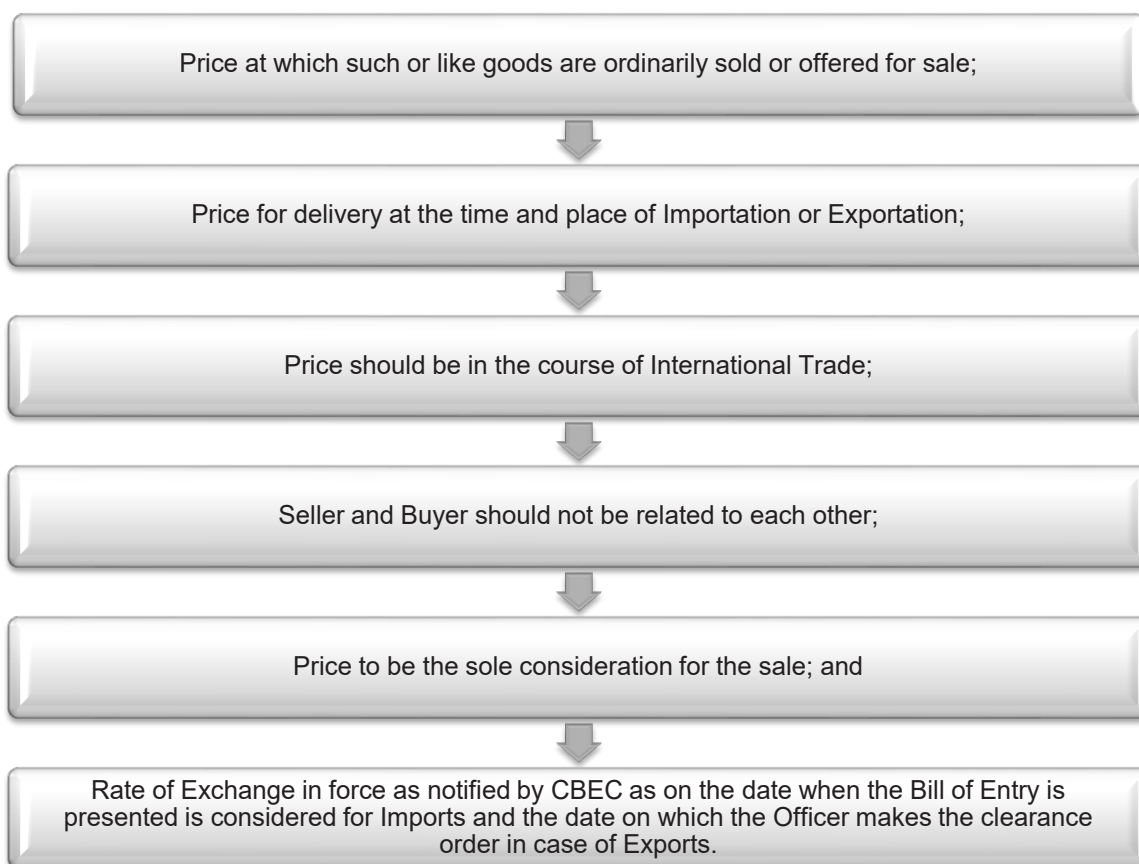 Price at which such or like goods are ordinarily sold or offered for sale;
Price for delivery at the time and place of Importation or Exportation;
Price should be in the course of International Trade;
Seller and Buyer should not be related to each other;
Price to be the sole consideration for the sale; and
Rate of Exchange in force as notified by CBEC as on the date when the Bill of Entry is
presented is considered for Imports and the date on which the Officer makes the clearance
order in case of Exports.